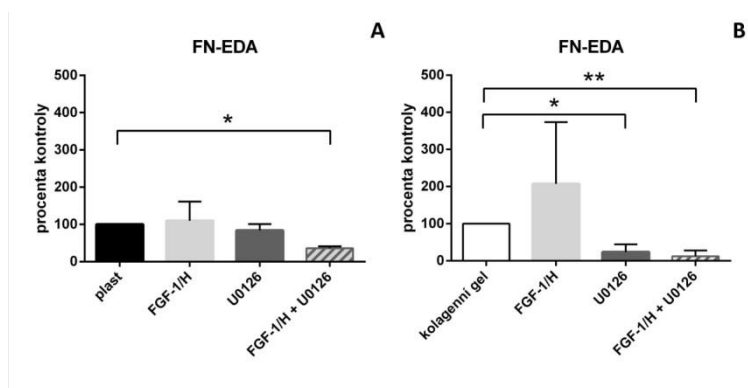 A
FN-EDA
procenta kontroly
500
400
300
200
100
0
*
plast
FGF-1/H
U0126
FGF-1/H + U0126
B
FN-EDA
procenta kontroly
500
400
300
200
100
0
**
*
kolagenní gel
FGF-1/H
U0126
FGF-1/H + U0126